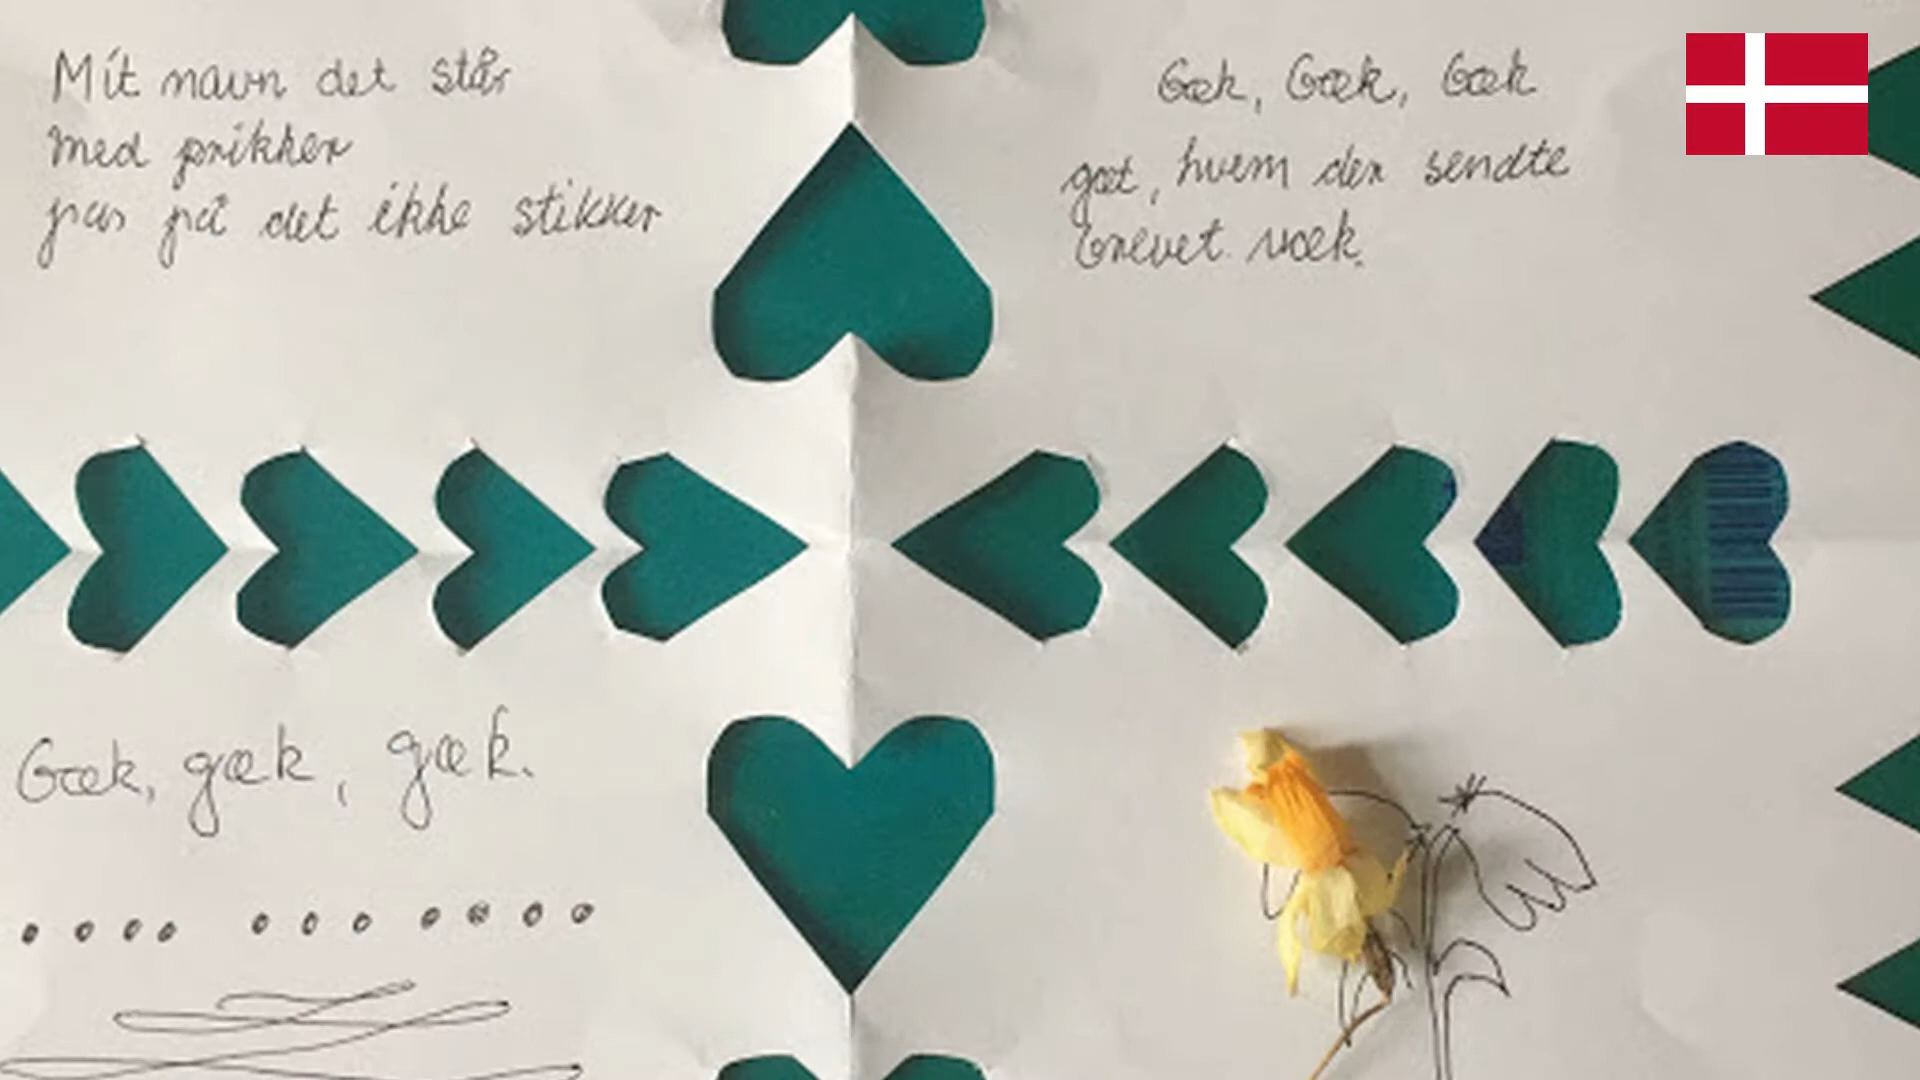 Mit navn det står
med prikker
pas på det ikke stikker
Gæk, Gæk, Gæk
gæt, hvem der sendte
brevet væk.
Gæk, gæk, gæk.